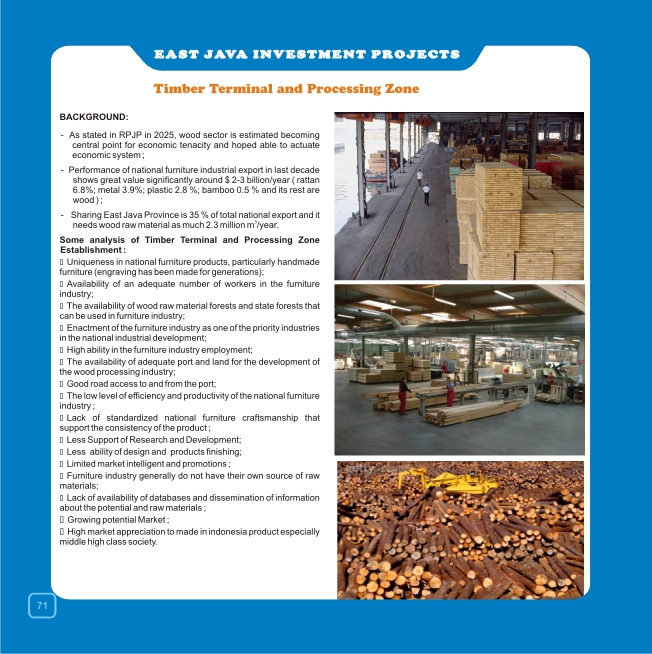 EAST JAVA INVESTMENT PROJECTS
Timber Terminal and Processing Zone
BACKGROUND:
- As stated in RPJP in 2025, wood sector is estimated becoming
central point for economic tenacity and hoped able to actuate
economic system ;
- Performance of national furniture industrial export in last decade
shows great value significantly around $ 2-3 billion/year ( rattan
6.8%; metal 3.9%; plastic 2.8 %; bamboo 0.5 % and its rest are
wood ) ;
- Sharing East Java Province is 35 % of total national export and it
needs wood raw material as much 2.3 million m³/year.
Some analysis of Timber Terminal and Processing Zone
Establishment :
▯ Uniqueness in national furniture products, particularly handmade
furniture (engraving has been made for generations);
▯ Availability of an adequate number of workers in the furniture
industry;
▯ The availability of wood raw material forests and state forests that
can be used in furniture industry;
▯ Enactment of the furniture industry as one of the priority industries
in the national industrial development;
▯ High ability in the furniture industry employment;
▯ The availability of adequate port and land for the development of
the wood processing industry;
▯ Good road access to and from the port;
▯ The low level of efficiency and productivity of the national furniture
industry ;
▯ Lack of standardized national furniture craftsmanship that
support the consistency of the product ;
▯ Less Support of Research and Development;
▯ Less ability of design and products finishing;
▯ Limited market intelligent and promotions ;
▯ Furniture industry generally do not have their own source of raw
materials;
▯ Lack of availability of databases and dissemination of information
about the potential and raw materials ;
▯ Growing potential Market ;
▯ High market appreciation to made in indonesia product especially
middle high class society.
71